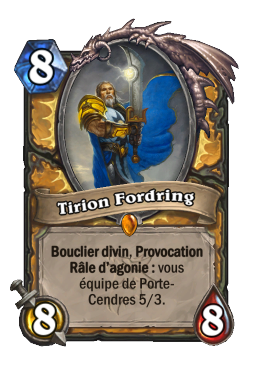 8
Tirion Fordring
Bouclier divin, Provocation
Râle d'agonie : vous
équipe de Porte-
Cendres 5/3.
8
8